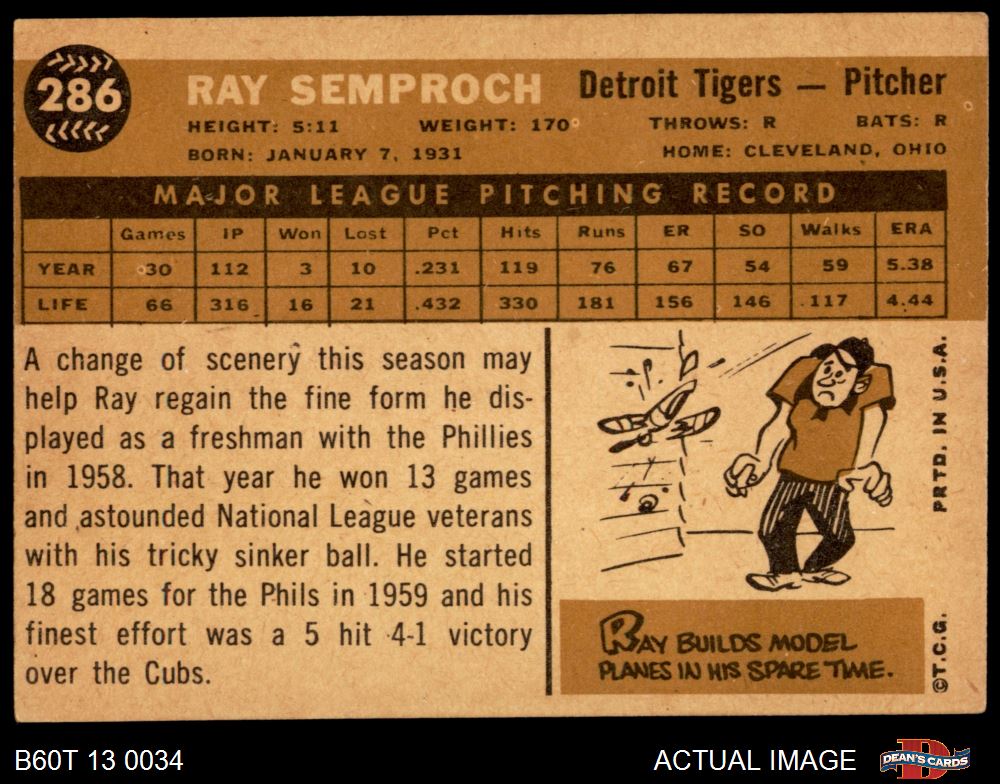 286
RAY SEMPROCH
Detroit Tigers — Pitcher
HEIGHT: 5:11 WEIGHT: 170 THROWS: R BATS: R
BORN: JANUARY 7, 1931 HOME: CLEVELAND, OHIO
MAJOR LEAGUE PITCHING RECORD
Games IP Won Lost Pct Hits Runs ER SO Walks ERA
YEAR 30 112 3 10 .231 119 76 67 54 59 5.38
LIFE 66 316 16 21 .432 330 181 156 146 117 4.44
A change of scenery this season may
help Ray regain the fine form he dis-
played as a freshman with the Phillies
in 1958. That year he won 13 games
and astounded National League veterans
with his tricky sinker ball. He started
18 games for the Phils in 1959 and his
finest effort was a 5 hit 4-1 victory
over the Cubs.
RAY BUILDS MODEL
PLANES IN HIS SPARE TIME.
PRTD. IN U.S.A.
©T.C.G.
B60T 13 0034
ACTUAL IMAGE
DEAN'S CARDS